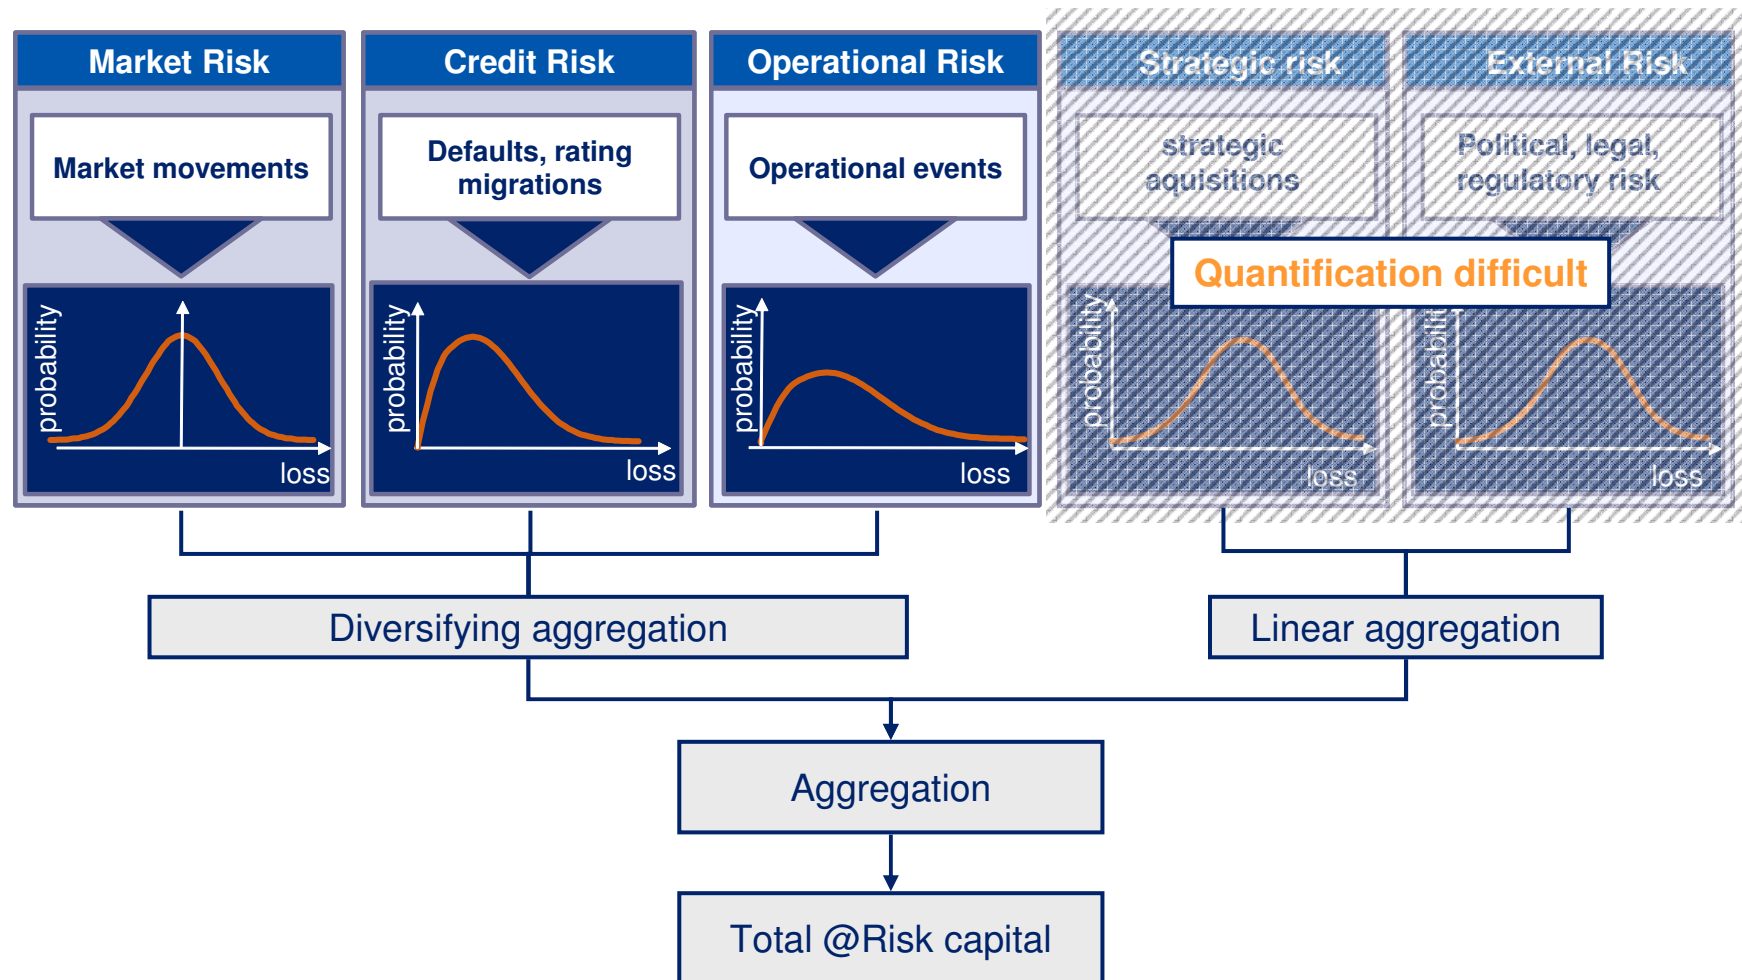 Market Risk
Credit Risk
Operational Risk
Strategic risk
External Risk
Market movements
Defaults, rating
migrations
Operational events
strategic
aquisitions
Political, legal,
regulatory risk
Quantification difficult
probability
loss
probability
loss
probability
loss
probability
loss
probability
loss
Diversifying aggregation
Linear aggregation
Aggregation
Total @Risk capital